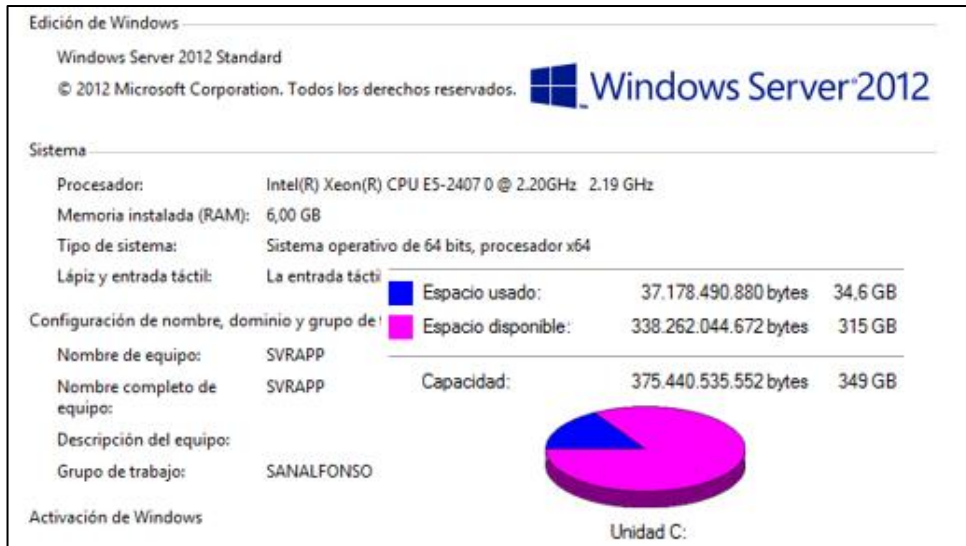 Edición de Windows
Windows Server 2012 Standard
© 2012 Microsoft Corporation. Todos los derechos reservados.
Windows Server®2012
Sistema
Procesador: Intel(R) Xeon(R) CPU E5-2407 0 @ 2.20GHz 2.19 GHz
Memoria instalada (RAM): 6,00 GB
Tipo de sistema: Sistema operativo de 64 bits, procesador x64
Lápiz y entrada táctil: La entrada táctil
Espacio usado: 37.178.490.880 bytes 34,6 GB
Configuración de nombre, dominio y grupo de
Espacio disponible: 338.262.044.672 bytes 315 GB
Nombre de equipo: SVRAPP
Capacidad: 375.440.535.552 bytes 349 GB
Nombre completo de SVRAPP
equipo:
Descripción del equipo:
Grupo de trabajo: SANALFONSO
Activación de Windows
Unidad C: